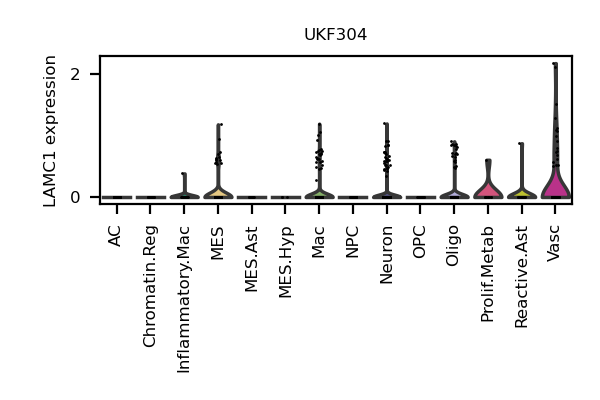 UKF304
LAMC1 expression
2
0
AC
Chromatin.Reg
Inflammatory.Mac
MES
MES.Ast
MES.Hyp
Mac
NPC
Neuron
OPC
Oligo
Prolif.Metab
Reactive.Ast
Vasc